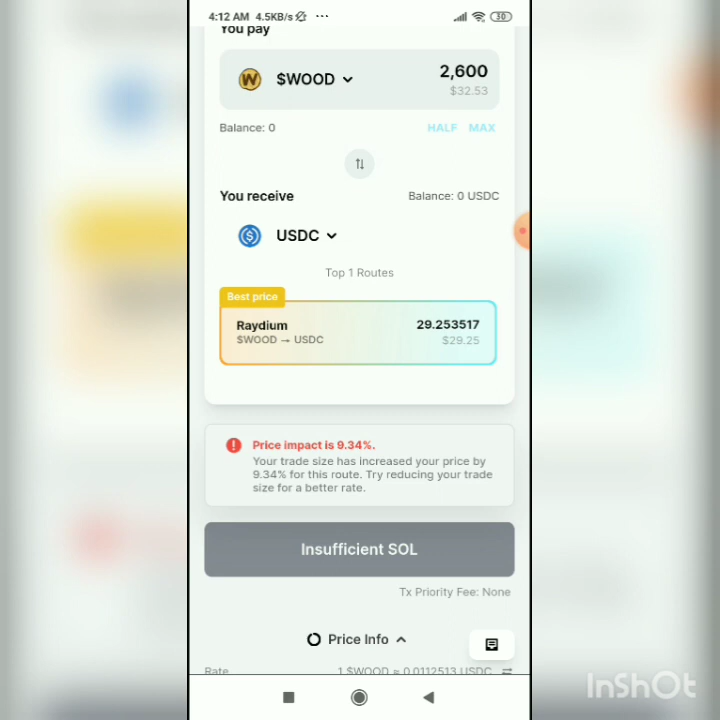 4:12 AM 4.5KB/s ... 30
You pay
$WOOD 2,600
$32.53
Balance: 0 HALF MAX
You receive Balance: 0 USDC
USDC
Top 1 Routes
Best price
Raydium 29.253517
$WOOD → USDC $29.25
Price impact is 9.34%.
Your trade size has increased your price by
9.34% for this route. Try reducing your trade
size for a better rate.
Insufficient SOL
Tx Priority Fee: None
Price Info
Rate 1 $WOOD ≈ 0.0112513 USDC
InShOt